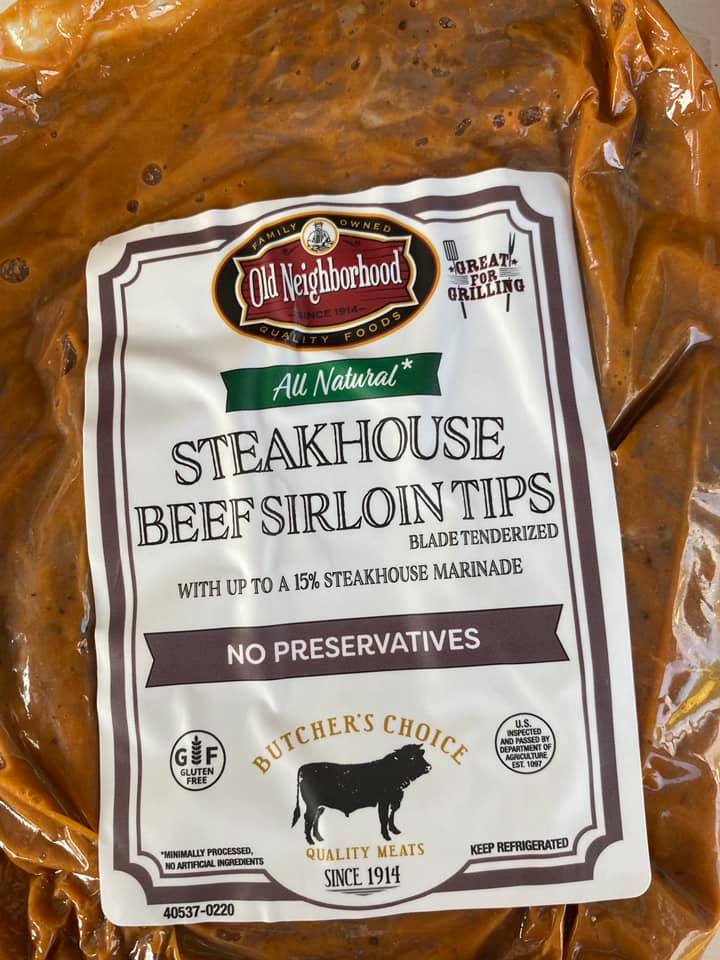 FAMILY OWNED
Old Neighborhood
SINCE 1914
QUALITY FOODS
GREAT
FOR
GRILLING
All Natural*
STEAKHOUSE
BEEF SIRLOIN TIPS
BLADE TENDERIZED
WITH UP TO A 15% STEAKHOUSE MARINADE
NO PRESERVATIVES
GF
GLUTEN
FREE
BUTCHER'S CHOICE
U.S.
INSPECTED
AND PASSED BY
DEPARTMENT OF
AGRICULTURE
EST. 1097
*MINIMALLY PROCESSED,
NO ARTIFICIAL INGREDIENTS
QUALITY MEATS
SINCE 1914
KEEP REFRIGERATED
40537-0220